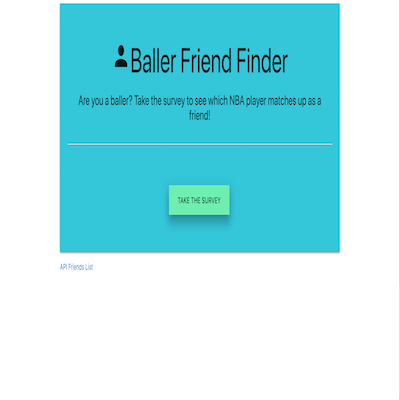 Baller Friend Finder
Are you a baller? Take the survey to see which NBA player matches up as a
friend!
TAKE THE SURVEY
API Friends List